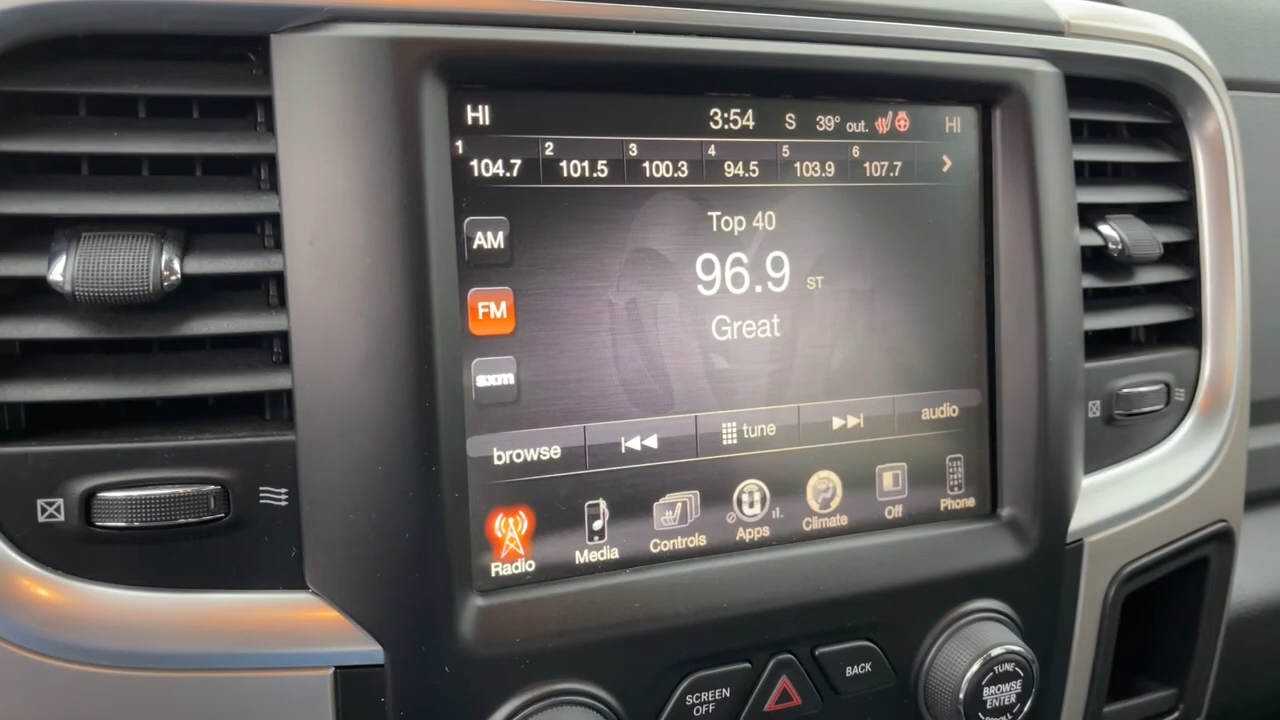 HI 3:54 S 39° out. HI
1 104.7 2 101.5 3 100.3 4 94.5 5 103.9 6 107.7
AM
FM
sxm
Top 40
96.9 ST
Great
browse tune audio
Radio Media Controls Apps Climate Off Phone
SCREEN
OFF
BACK
TUNE
BROWSE
ENTER
SCROLL